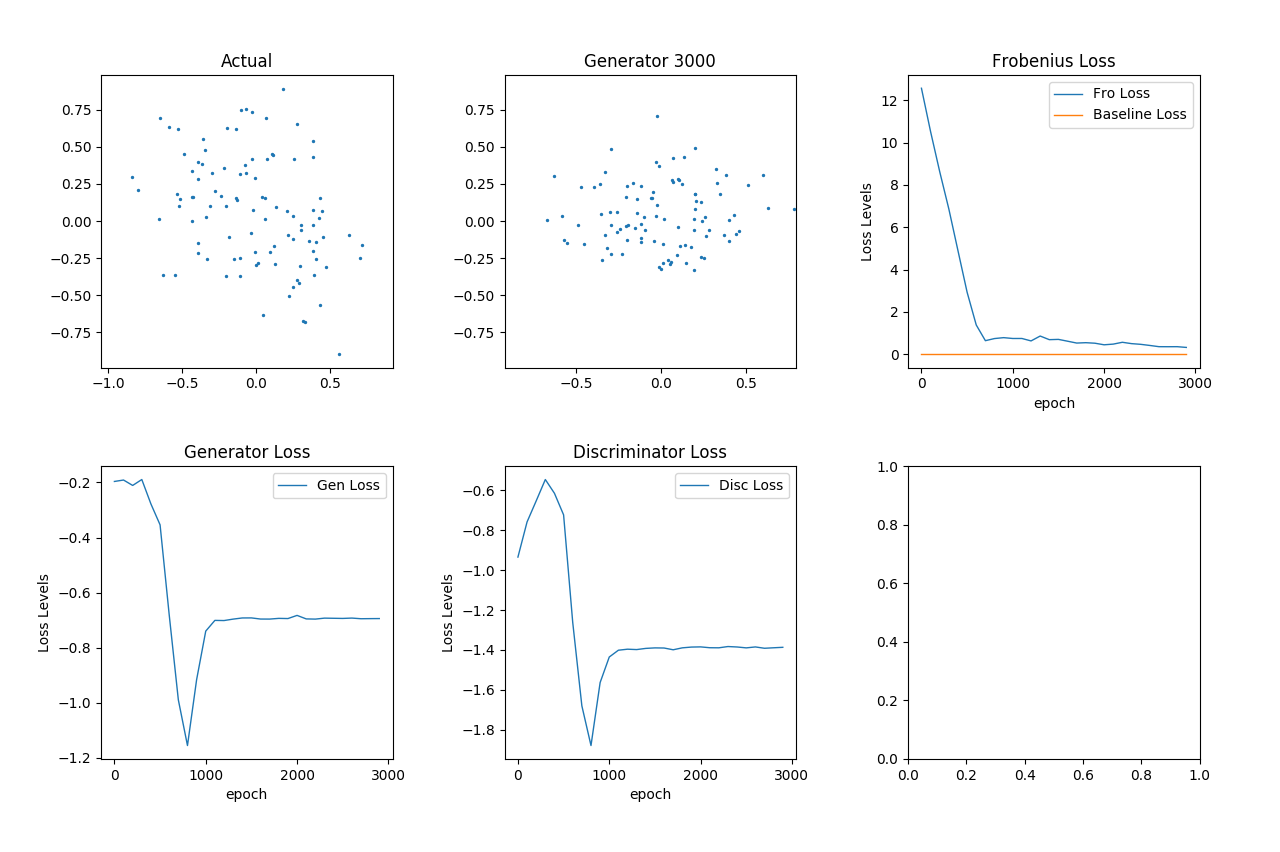 Actual
0.75
0.50
0.25
0.00
−0.25
−0.50
−0.75
−1.0 −0.5 0.0 0.5
Generator 3000
0.75
0.50
0.25
0.00
−0.25
−0.50
−0.75
−0.5 0.0 0.5
Frobenius Loss
Fro Loss
Baseline Loss
Loss Levels
12
10
8
6
4
2
0
0 1000 2000 3000
epoch
Generator Loss
Gen Loss
Loss Levels
−0.2
−0.4
−0.6
−0.8
−1.0
−1.2
0 1000 2000 3000
epoch
Discriminator Loss
Disc Loss
Loss Levels
−0.6
−0.8
−1.0
−1.2
−1.4
−1.6
−1.8
0 1000 2000 3000
epoch
1.0
0.8
0.6
0.4
0.2
0.0
0.0 0.2 0.4 0.6 0.8 1.0